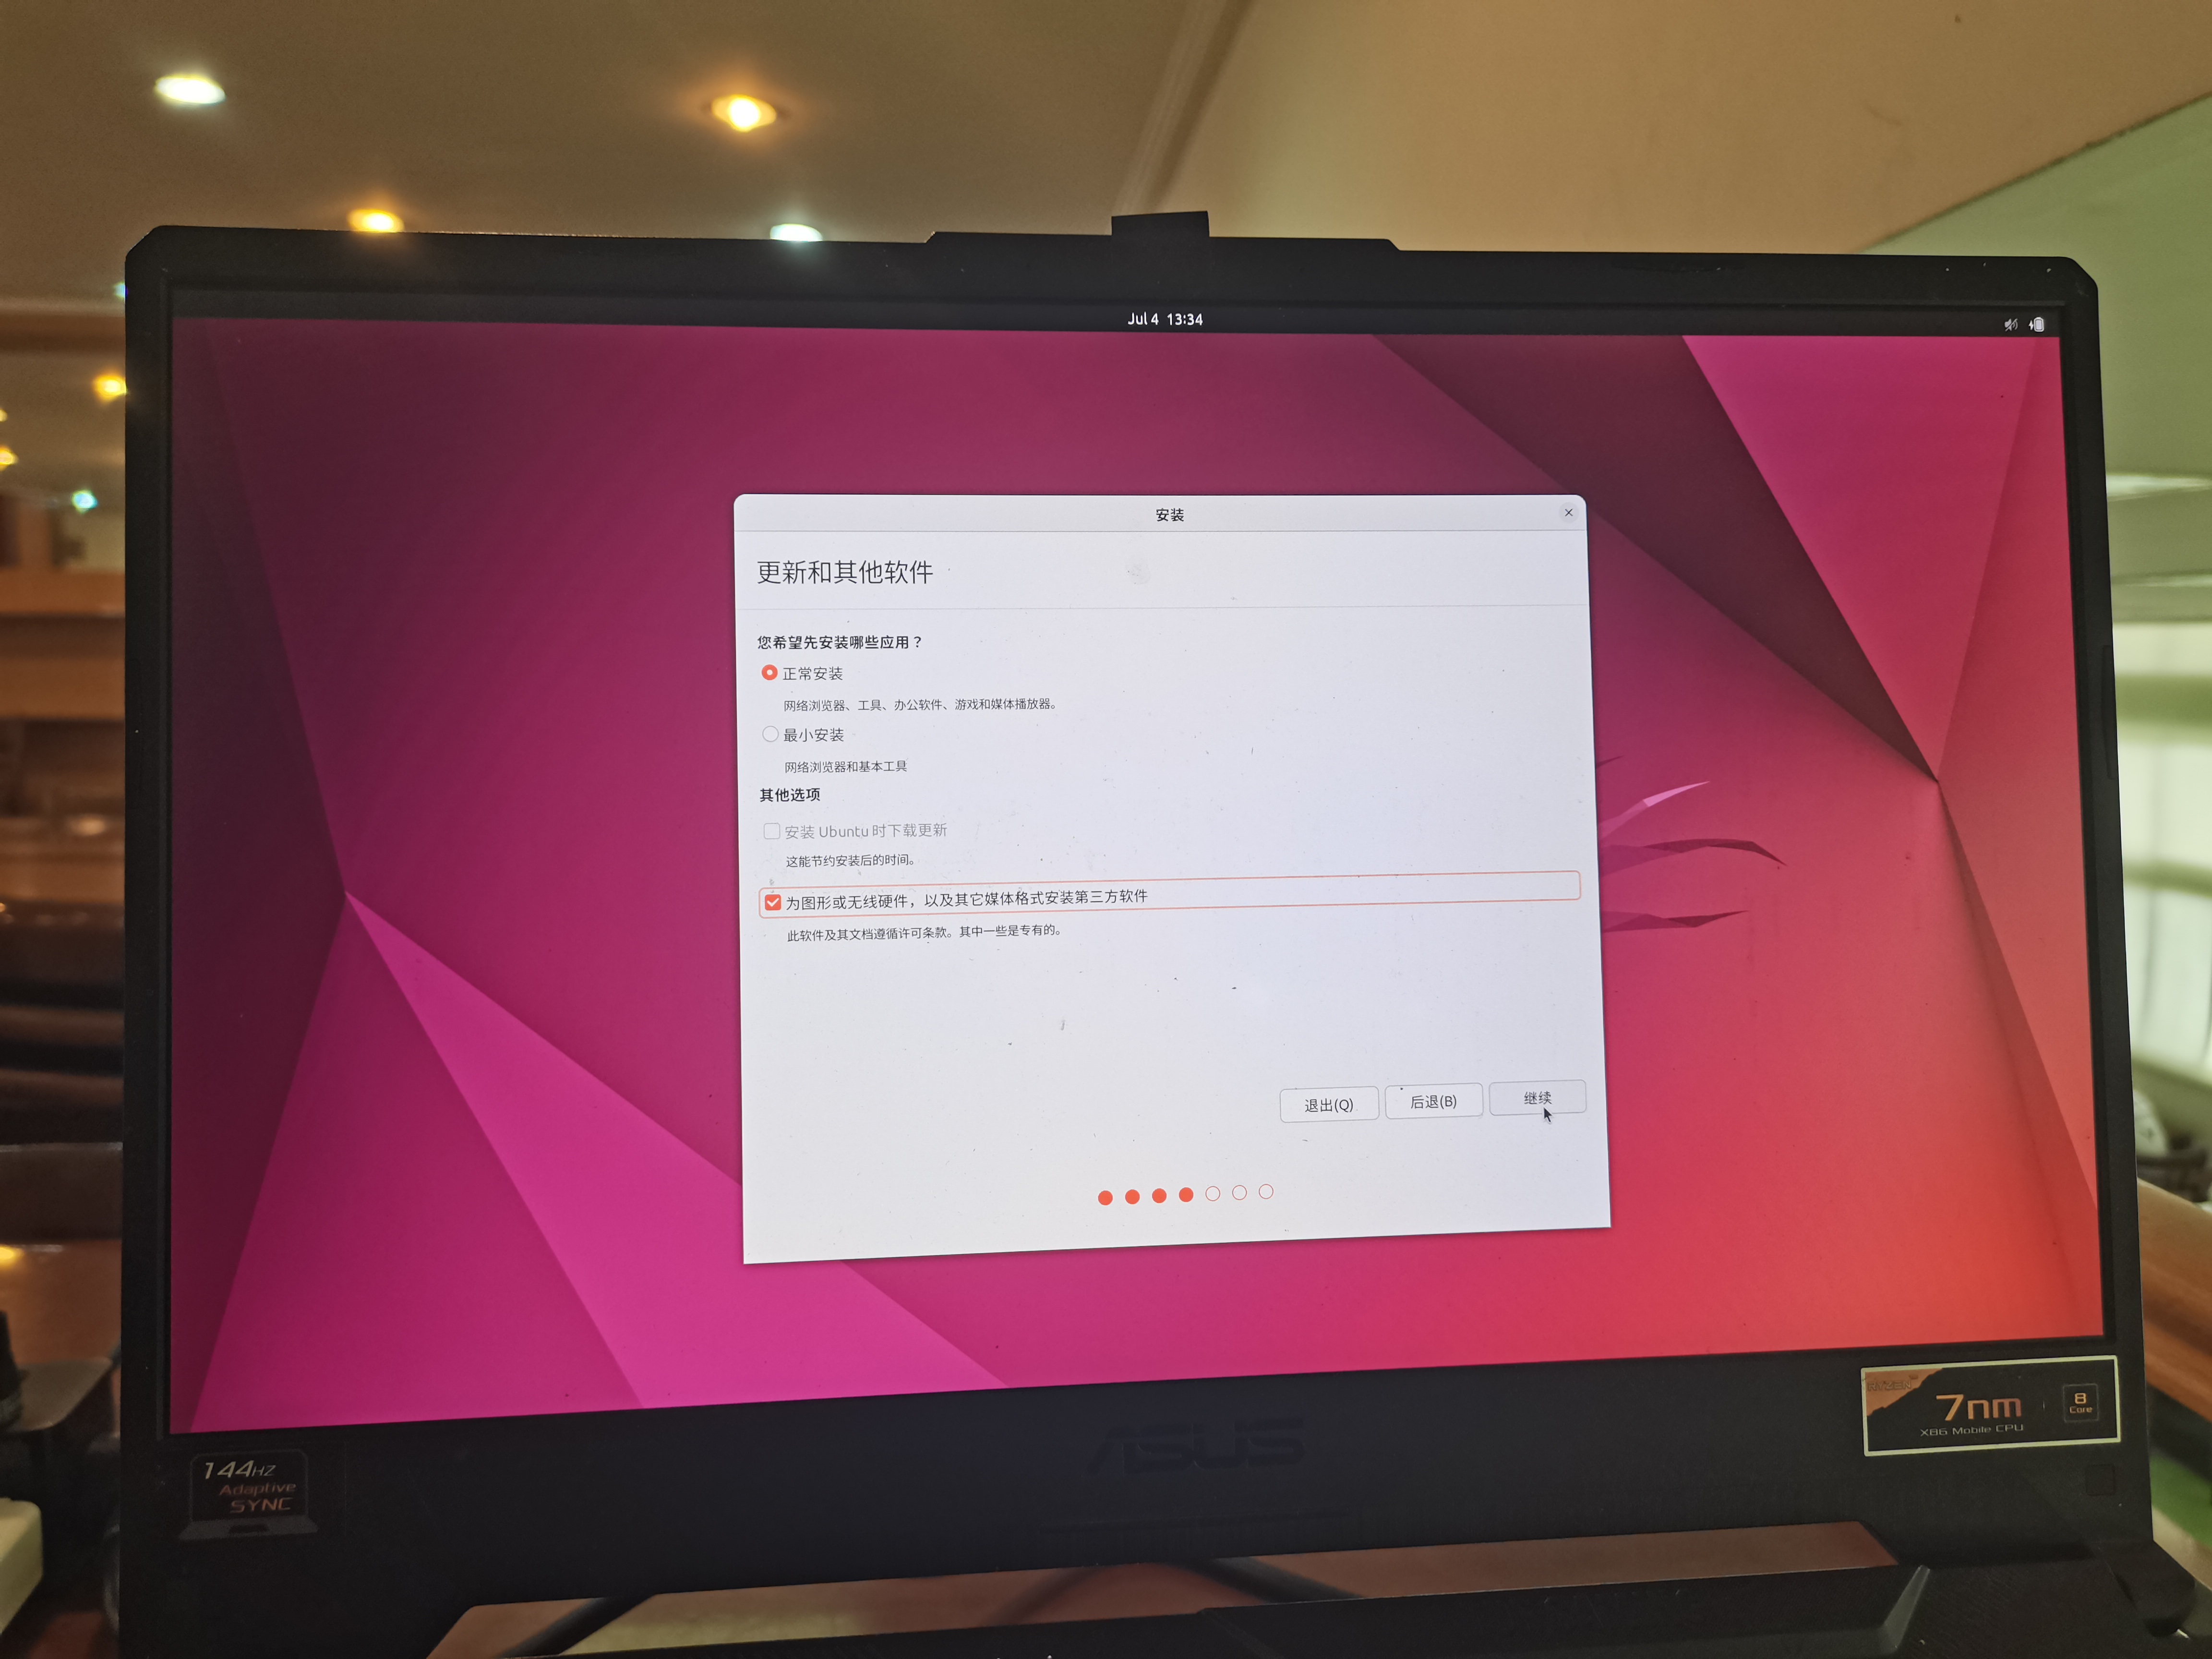 Jul 4 13:34
安装
更新和其他软件
您希望先安装哪些应用？
正常安装
网络浏览器、工具、办公软件、游戏和媒体播放器。
最小安装
网络浏览器和基本工具
其他选项
安装 Ubuntu 时下载更新
这能节约安装后的时间。
为图形或无线硬件，以及其它媒体格式安装第三方软件
此软件及其文档遵循许可条款。其中一些是专有的。
退出(Q)
后退(B)
继续
ASUS
RYZEN
7nm
X86 Mobile CPU
8
Core
144HZ
Adaptive
SYNC